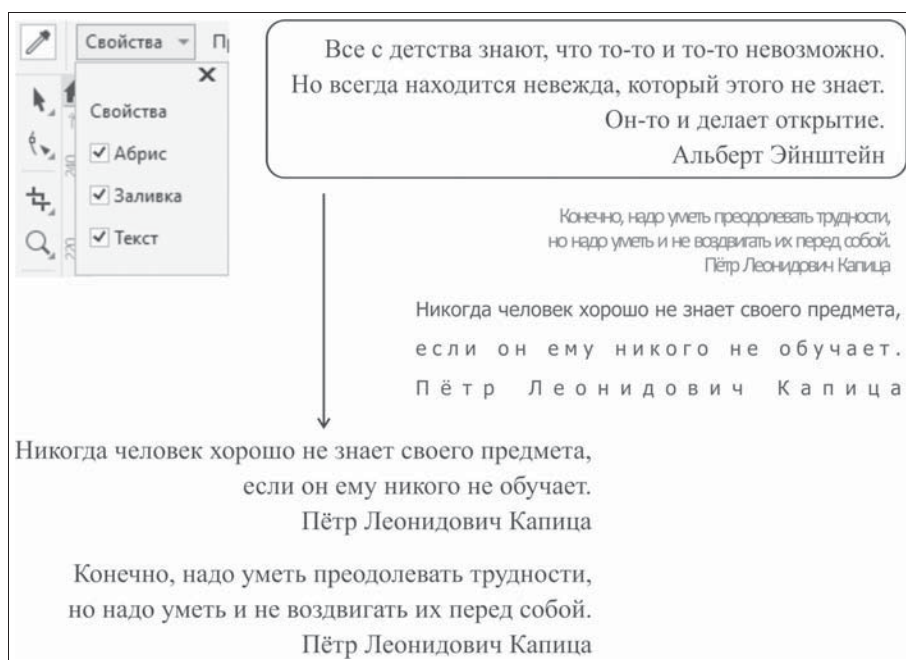 Свойства
Свойства
Абрис
Заливка
Текст
240
220
Все с детства знают, что то-то и то-то невозможно.
Но всегда находится невежда, который этого не знает.
Он-то и делает открытие.
Альберт Эйнштейн
Конечно, надо уметь преодолевать трудности,
но надо уметь и не воздвигать их перед собой.
Пётр Леонидович Капица
Никогда человек хорошо не знает своего предмета,
если он ему никого не обучает.
Пётр Леонидович Капица
Никогда человек хорошо не знает своего предмета,
если он ему никого не обучает.
Пётр Леонидович Капица
Конечно, надо уметь преодолевать трудности,
но надо уметь и не воздвигать их перед собой.
Пётр Леонидович Капица